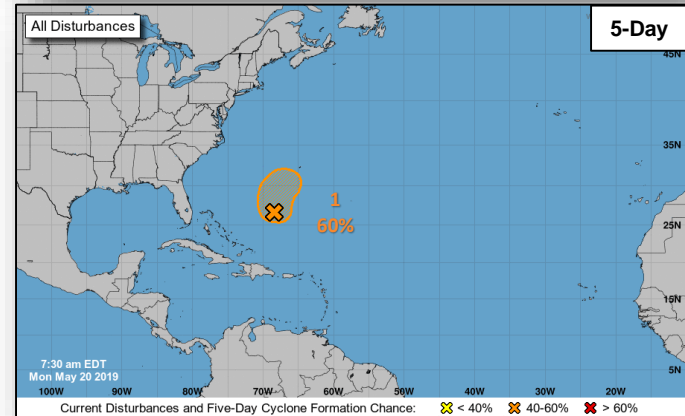 All Disturbances
5-Day
45N
35N
1
60%
25N
15N
5N
7:30 am EDT
Mon May 20 2019
100W 90W 80W 70W 60W 50W 40W 30W 20W
Current Disturbances and Five-Day Cyclone Formation Chance: < 40% 40-60% > 60%